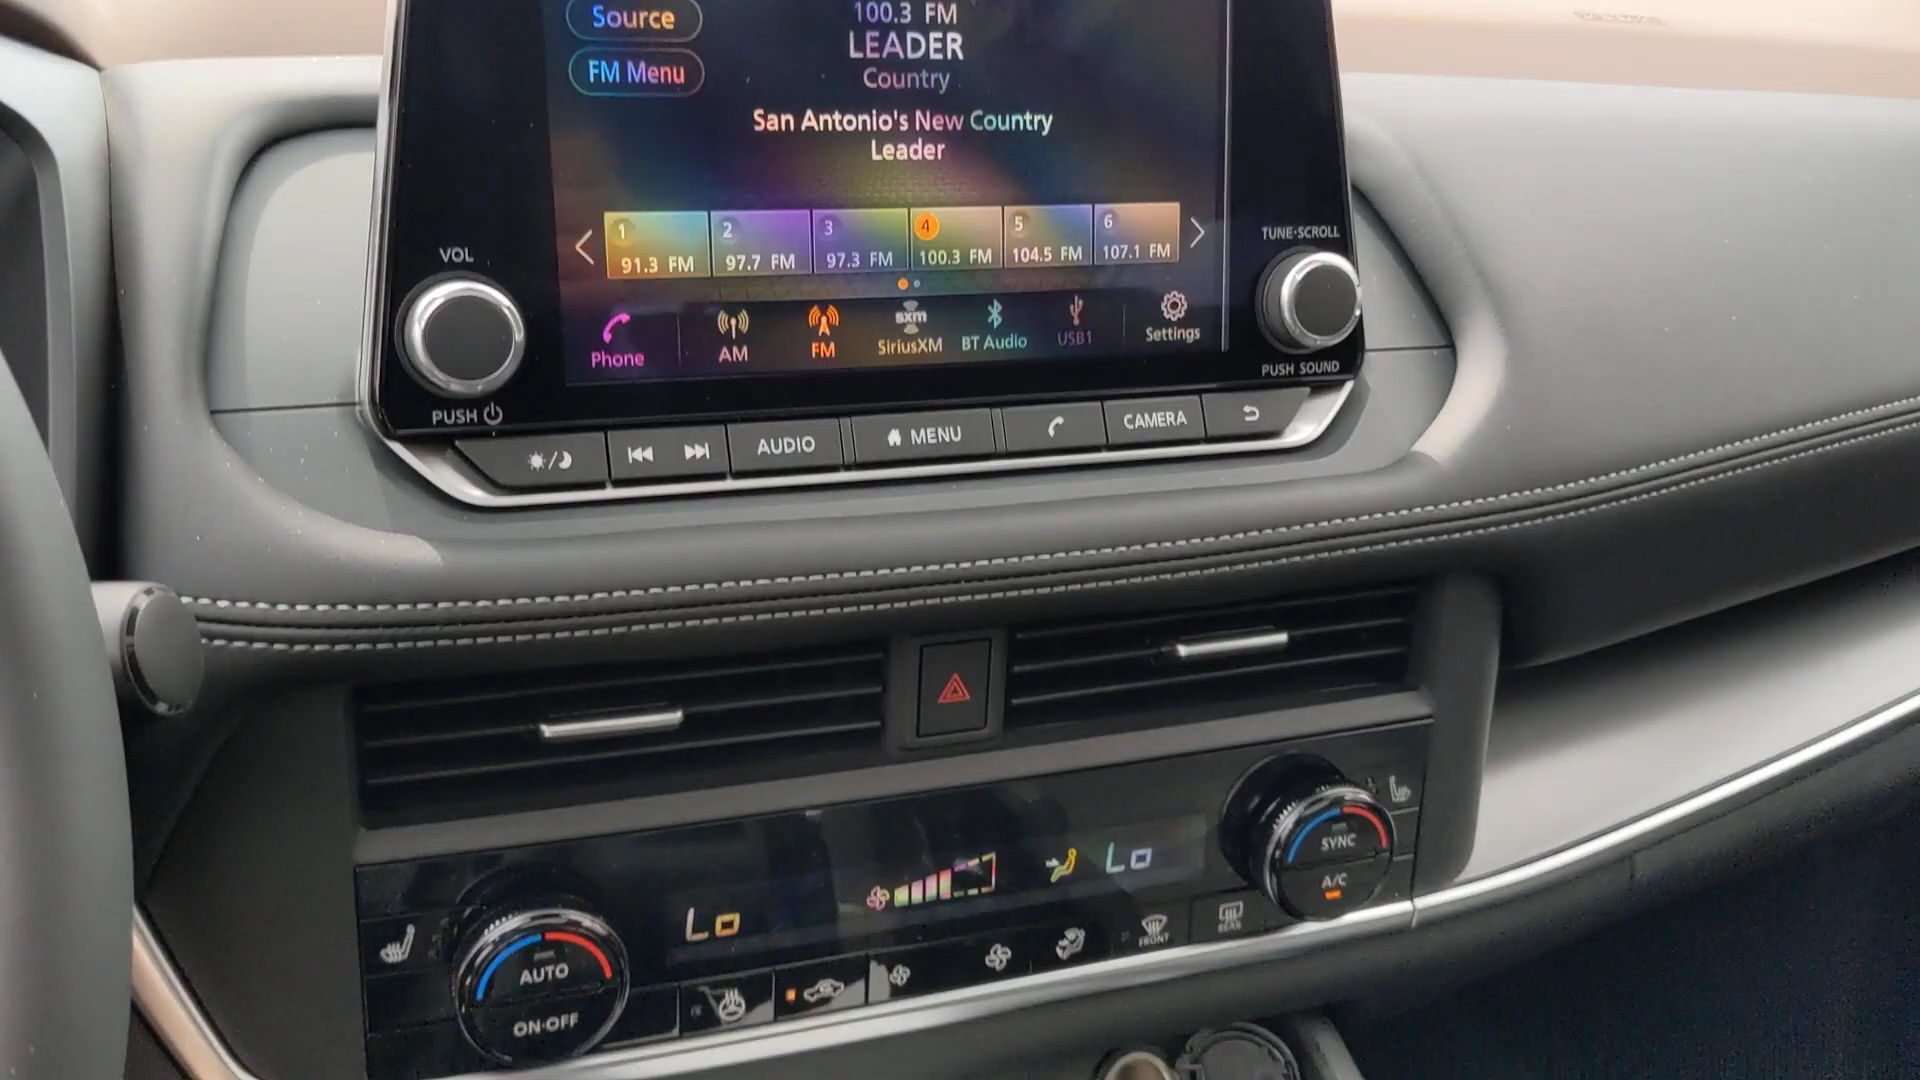 Source
100.3 FM
LEADER
FM Menu
Country
San Antonio's New Country
Leader
1 2 3 4 5 6
91.3 FM 97.7 FM 97.3 FM 100.3 FM 104.5 FM 107.1 FM
VOL
TUNE·SCROLL
Phone AM FM SiriusXM BT Audio USB1 Settings
sxm
PUSH
PUSH SOUND
AUDIO MENU CAMERA
SYNC
A/C
Lo
Lo
AUTO
ON·OFF
FRONT
REAR